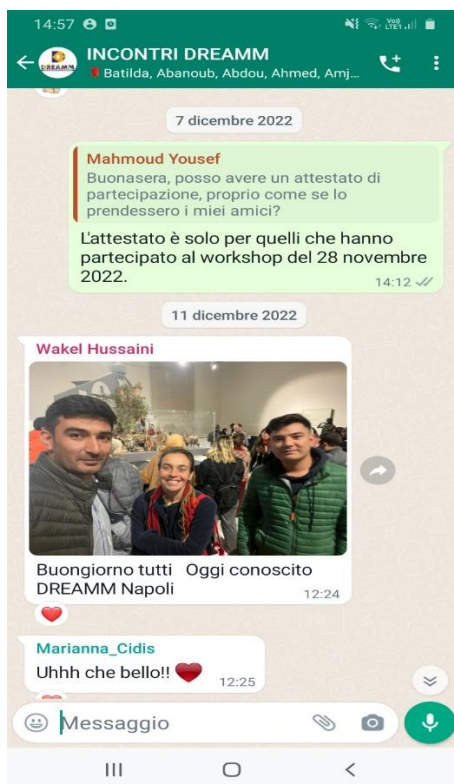 14:57
Vo))
LTE1
INCONTRI DREAMM
DREAMM
Batilda, Abanoub, Abdou, Ahmed, Amj...
7 dicembre 2022
Mahmoud Yousef
Buonasera, posso avere un attestato di
partecipazione, proprio come se lo
prendessero i miei amici?
L'attestato è solo per quelli che hanno
partecipato al workshop del 28 novembre
2022.
14:12
11 dicembre 2022
Wakel Hussaini
Buongiorno tutti Oggi conoscito
DREAMM Napoli
12:24
Marianna_Cidis
Uhhh che bello!!
12:25
Messaggio